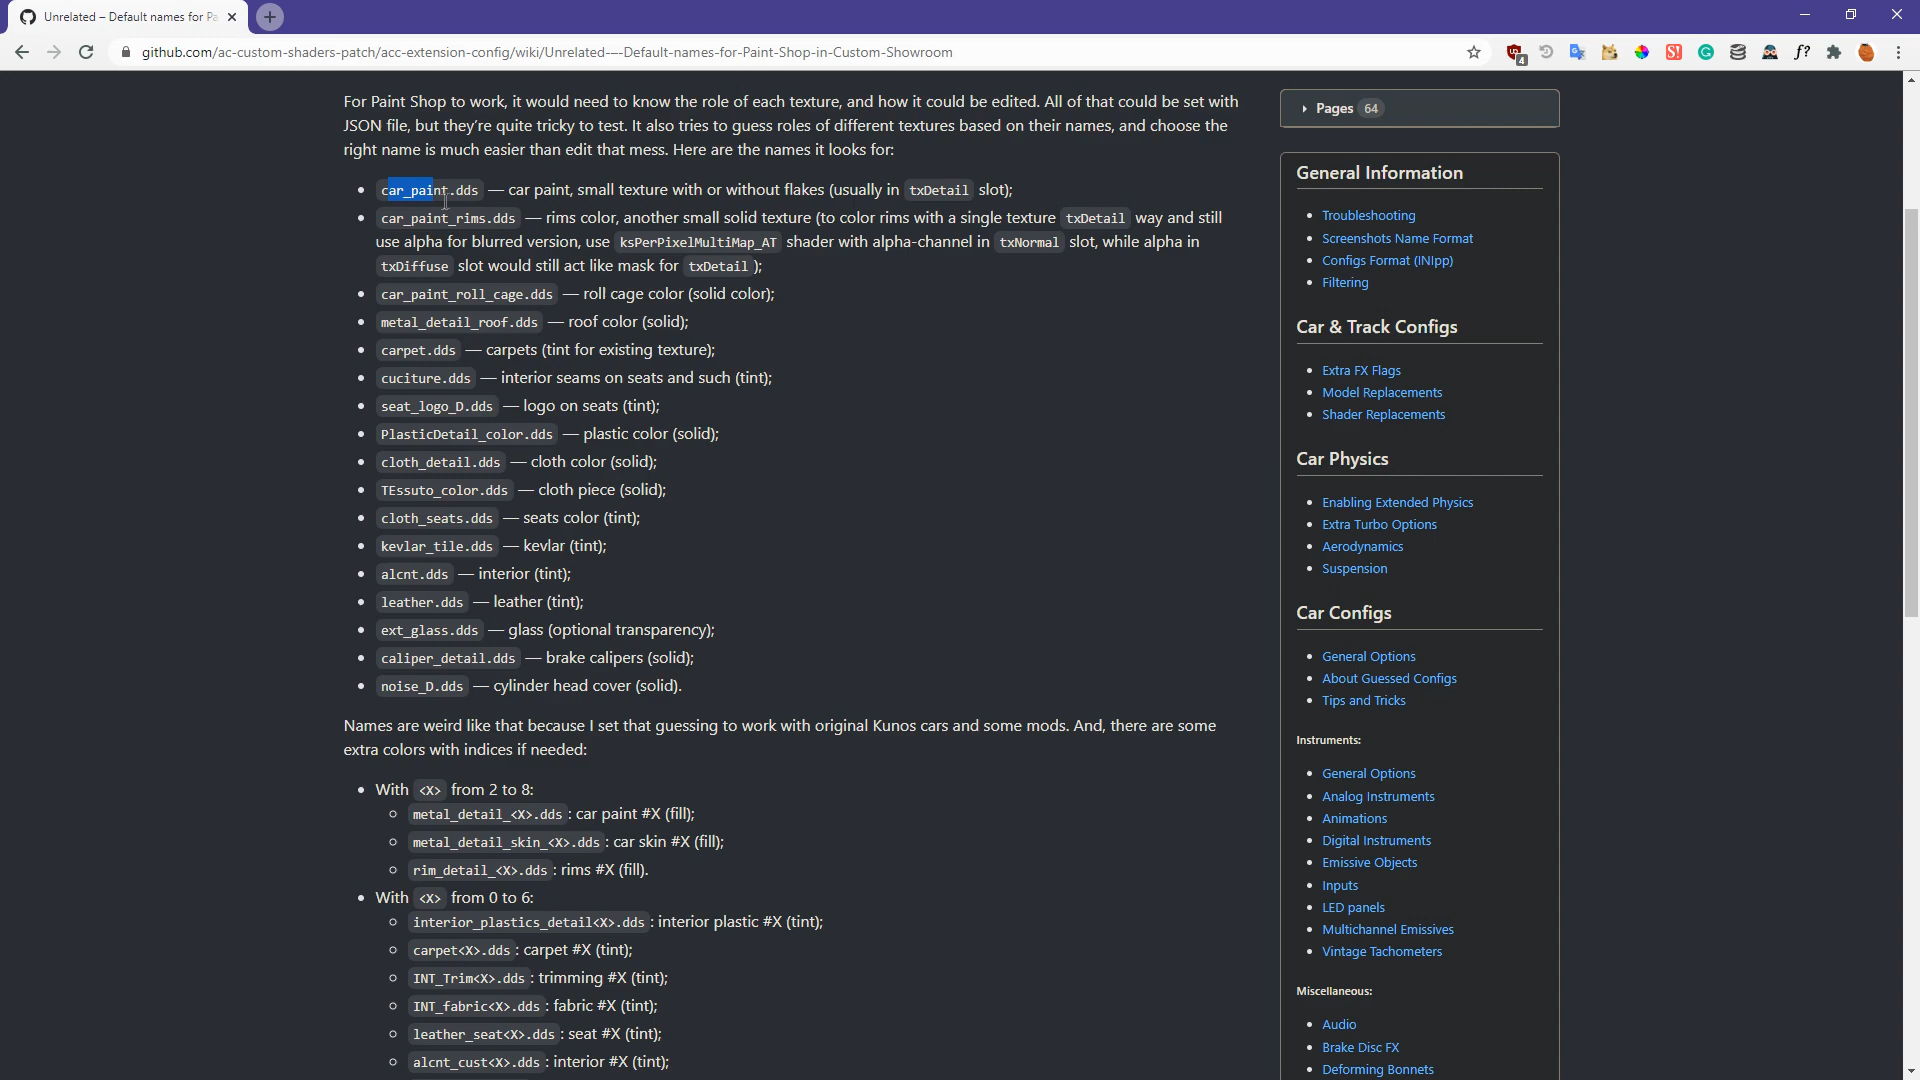 Unrelated – Default names for Pa
github.com/ac-custom-shaders-patch/acc-extension-config/wiki/Unrelated-–-Default-names-for-Paint-Shop-in-Custom-Showroom
4
For Paint Shop to work, it would need to know the role of each texture, and how it could be edited. All of that could be set with
JSON file, but they're quite tricky to test. It also tries to guess roles of different textures based on their names, and choose the
right name is much easier than edit that mess. Here are the names it looks for:
car_paint.dds — car paint, small texture with or without flakes (usually in txDetail slot);
car_paint_rims.dds — rims color, another small solid texture (to color rims with a single texture txDetail way and still
use alpha for blurred version, use ksPerPixelMultiMap_AT shader with alpha-channel in txNormal slot, while alpha in
txDiffuse slot would still act like mask for txDetail );
car_paint_roll_cage.dds — roll cage color (solid color);
metal_detail_roof.dds — roof color (solid);
carpet.dds — carpets (tint for existing texture);
cuciture.dds — interior seams on seats and such (tint);
seat_logo_D.dds — logo on seats (tint);
PlasticDetail_color.dds — plastic color (solid);
cloth_detail.dds — cloth color (solid);
TEssuto_color.dds — cloth piece (solid);
cloth_seats.dds — seats color (tint);
kevlar_tile.dds — kevlar (tint);
alcnt.dds — interior (tint);
leather.dds — leather (tint);
ext_glass.dds — glass (optional transparency);
caliper_detail.dds — brake calipers (solid);
noise_D.dds — cylinder head cover (solid).
Names are weird like that because I set that guessing to work with original Kunos cars and some mods. And, there are some
extra colors with indices if needed:
With <X> from 2 to 8:
metal_detail_<X>.dds : car paint #X (fill);
metal_detail_skin_<X>.dds : car skin #X (fill);
rim_detail_<X>.dds : rims #X (fill).
With <X> from 0 to 6:
interior_plastics_detail<X>.dds : interior plastic #X (tint);
carpet<X>.dds : carpet #X (tint);
INT_Trim<X>.dds : trimming #X (tint);
INT_fabric<X>.dds : fabric #X (tint);
leather_seat<X>.dds : seat #X (tint);
alcnt_cust<X>.dds : interior #X (tint);
Pages 64
General Information
Troubleshooting
Screenshots Name Format
Configs Format (INIpp)
Filtering
Car & Track Configs
Extra FX Flags
Model Replacements
Shader Replacements
Car Physics
Enabling Extended Physics
Extra Turbo Options
Aerodynamics
Suspension
Car Configs
General Options
About Guessed Configs
Tips and Tricks
Instruments:
General Options
Analog Instruments
Animations
Digital Instruments
Emissive Objects
Inputs
LED panels
Multichannel Emissives
Vintage Tachometers
Miscellaneous:
Audio
Brake Disc FX
Deforming Bonnets